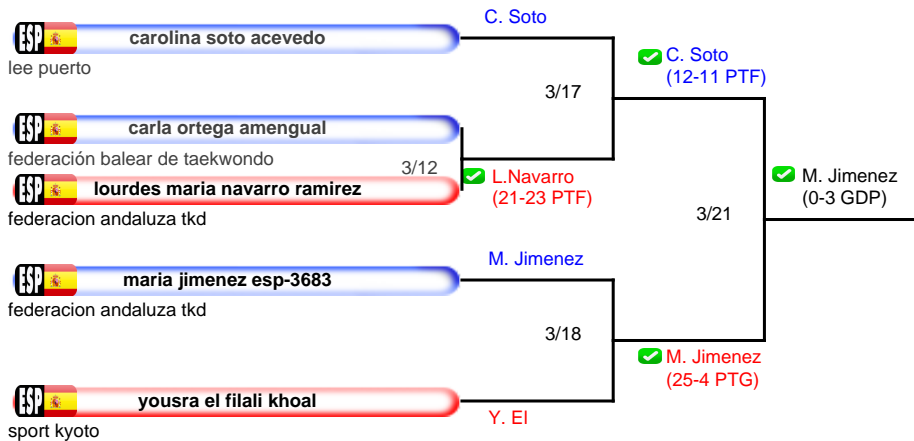 ESP carolina soto acevedo
lee puerto
C. Soto
3/17
C. Soto
(12-11 PTF)
ESP carla ortega amengual
federación balear de taekwondo
3/12
ESP lourdes maria navarro ramirez
federacion andaluza tkd
L.Navarro
(21-23 PTF)
3/21
M. Jimenez
(0-3 GDP)
ESP maria jimenez esp-3683
federacion andaluza tkd
M. Jimenez
3/18
M. Jimenez
(25-4 PTG)
ESP yousra el filali khoal
sport kyoto
Y. El